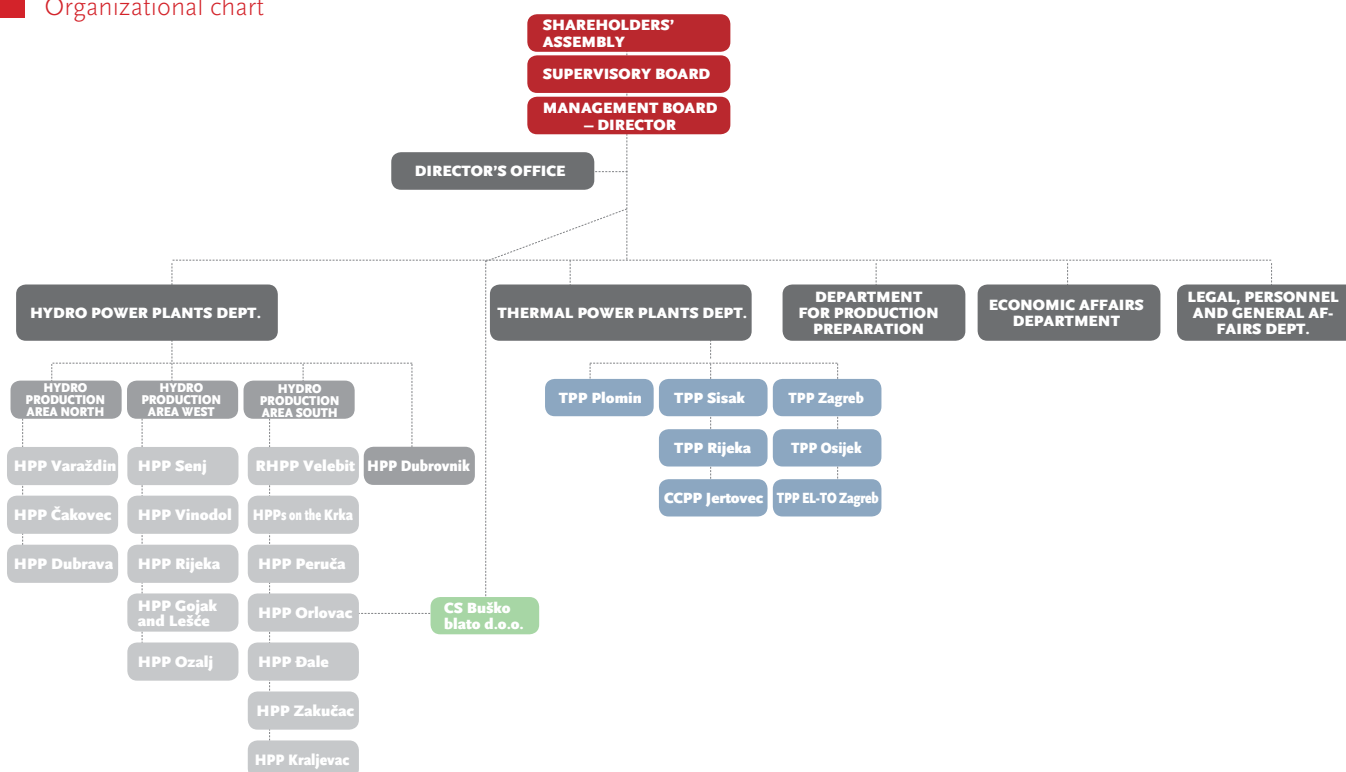 Organizational chart
SHAREHOLDERS'
ASSEMBLY
SUPERVISORY BOARD
MANAGEMENT BOARD
– DIRECTOR
DIRECTOR'S OFFICE
HYDRO POWER PLANTS DEPT.
THERMAL POWER PLANTS DEPT.
DEPARTMENT
FOR PRODUCTION
PREPARATION
ECONOMIC AFFAIRS
DEPARTMENT
LEGAL, PERSONNEL
AND GENERAL AF-
FAIRS DEPT.
HYDRO
PRODUCTION
AREA NORTH
HYDRO
PRODUCTION
AREA WEST
HYDRO
PRODUCTION
AREA SOUTH
TPP Plomin
TPP Sisak
TPP Zagreb
TPP Rijeka
TPP Osijek
CCPP Jertovec
TPP EL-TO Zagreb
HPP Varaždin
HPP Senj
RHPP Velebit
HPP Dubrovnik
HPP Čakovec
HPP Vinodol
HPPs on the Krka
HPP Dubrava
HPP Rijeka
HPP Peruča
HPP Gojak
and Lešće
HPP Orlovac
CS Buško
blato d.o.o.
HPP Ozalj
HPP Đale
HPP Zakučac
HPP Kraljevac